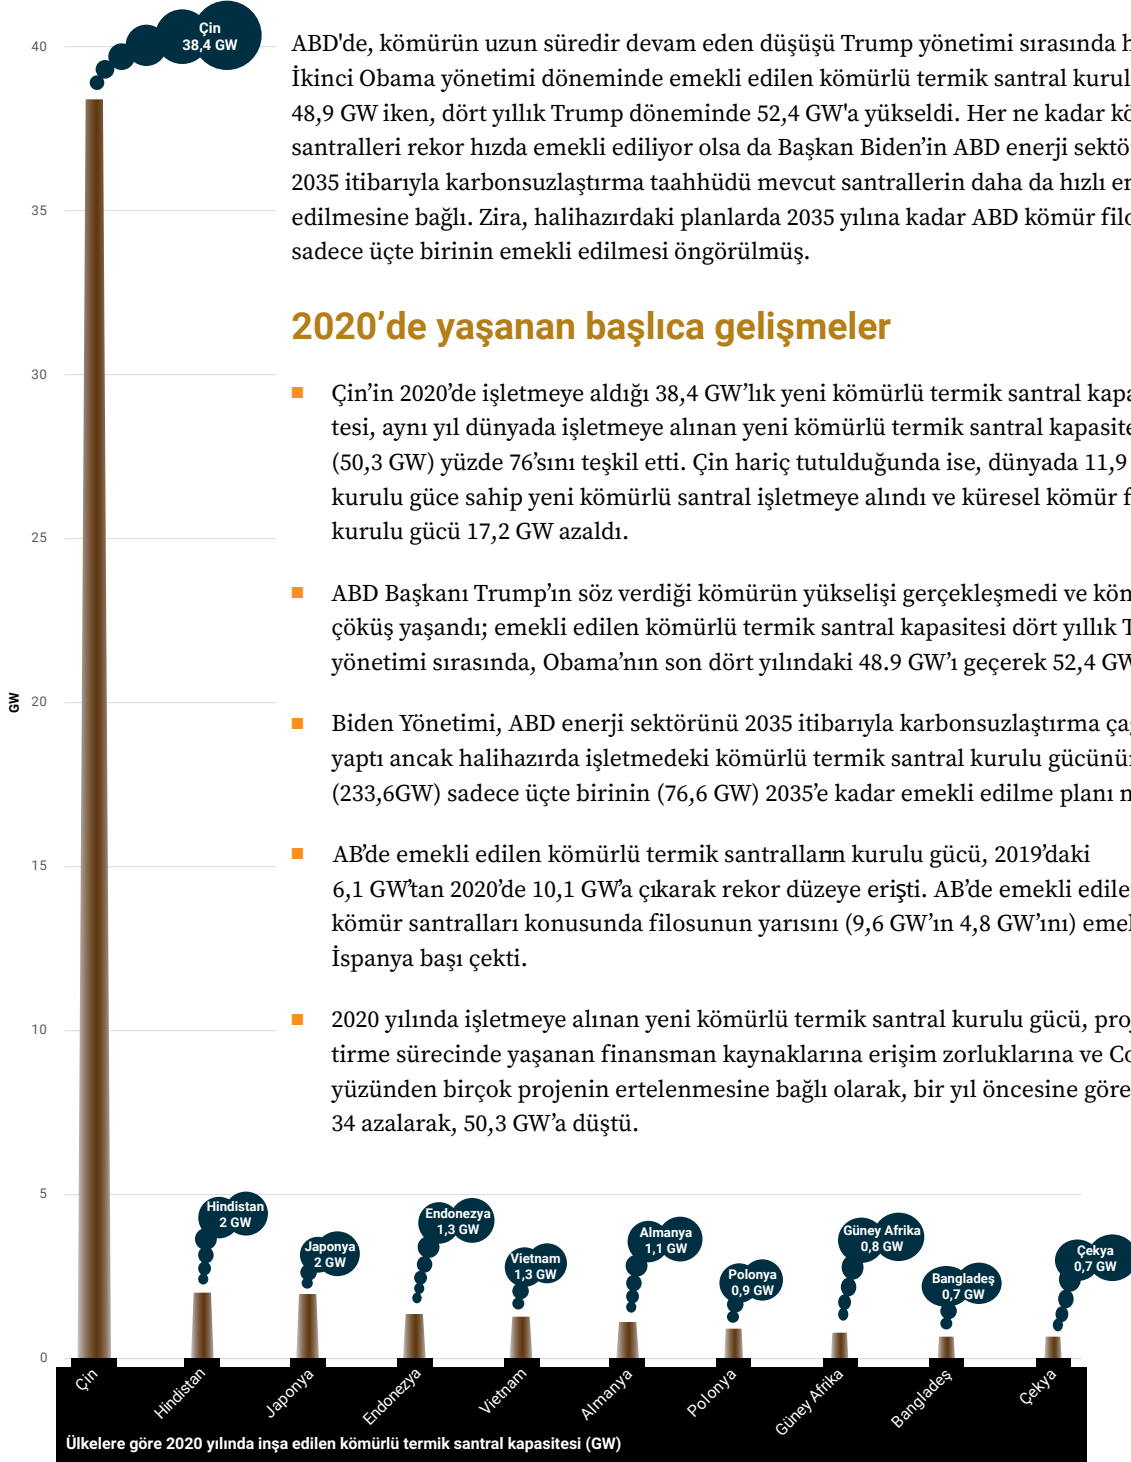 ABD'de, kömürün uzun süredir devam eden düşüşü Trump yönetimi sırasında
İkinci Obama yönetimi döneminde emekli edilen kömürlü termik santral
48,9 GW iken, dört yıllık Trump döneminde 52,4 GW'a yükseldi. Her ne kadar
santralleri rekor hızda emekli ediliyor olsa da Başkan Biden’in ABD enerji
2035 itibarıyla karbonsuzlaştırma taahhüdü mevcut santrallerin daha da hızlı
edilmesine bağlı. Zira, halihazırdaki planlarda 2035 yılına kadar ABD kömür
sadece üçte birinin emekli edilmesi öngörülmüş.
2020’de yaşanan başlıca gelişmeler
Çin’in 2020’de işletmeye aldığı 38,4 GW’lık yeni kömürlü termik santral
tesi, aynı yıl dünyada işletmeye alınan yeni kömürlü termik santral
(50,3 GW) yüzde 76’sını teşkil etti. Çin hariç tutulduğunda ise, dünyada 11,9
kurulu güce sahip yeni kömürlü santral işletmeye alındı ve küresel kömür
kurulu gücü 17,2 GW azaldı.
ABD Başkanı Trump’ın söz verdiği kömürün yükselişi gerçekleşmedi ve
çöküş yaşandı; emekli edilen kömürlü termik santral kapasitesi dört yıllık
yönetimi sırasında, Obama’nın son dört yılındaki 48.9 GW’ı geçerek 52,4
Biden Yönetimi, ABD enerji sektörünü 2035 itibarıyla karbonsuzlaştırma
yaptı ancak halihazırda işletmedeki kömürlü termik santral kurulu
(233,6GW) sadece üçte birinin (76,6 GW) 2035’e kadar emekli edilme planı
AB’de emekli edilen kömürlü termik santralların kurulu gücü, 2019’daki
6,1 GW’tan 2020’de 10,1 GW’a çıkarak rekor düzeye erişti. AB’de emekli
kömür santralları konusunda filosunun yarısını (9,6 GW’ın 4,8 GW’ını)
İspanya başı çekti.
2020 yılında işletmeye alınan yeni kömürlü termik santral kurulu gücü,
tirme sürecinde yaşanan finansman kaynaklarına erişim zorluklarına ve
yüzünden birçok projenin ertelenmesine bağlı olarak, bir yıl öncesine göre
34 azalarak, 50,3 GW’a düştü.
GW
40
35
30
25
20
15
10
5
0
Çin
38,4 GW
Hindistan
2 GW
Japonya
2 GW
Endonezya
1,3 GW
Vietnam
1,3 GW
Almanya
1,1 GW
Polonya
0,9 GW
Güney Afrika
0,8 GW
Bangladeş
0,7 GW
Çekya
0,7 GW
Çin
Hindistan
Japonya
Endonezya
Vietnam
Almanya
Polonya
Güney Afrika
Bangladeş
Çekya
Ülkelere göre 2020 yılında inşa edilen kömürlü termik santral kapasitesi (GW)